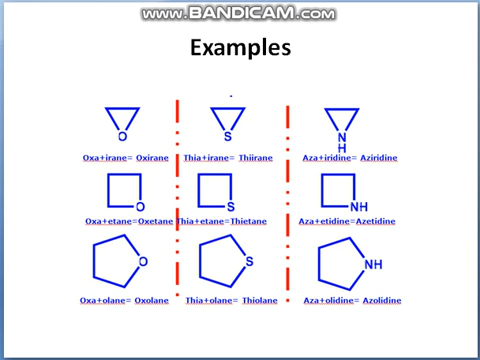 www.BANDICAM.com
Examples
O
S
N
H
Oxa+irane= Oxirane
Thia+irane= Thiirane
Aza+iridine= Aziridine
O
S
NH
Oxa+etane=Oxetane
Thia+etane=Thietane
Aza+etidine=Azetidine
O
S
NH
Oxa+olane= Oxolane
Thia+olane= Thiolane
Aza+olidine= Azolidine